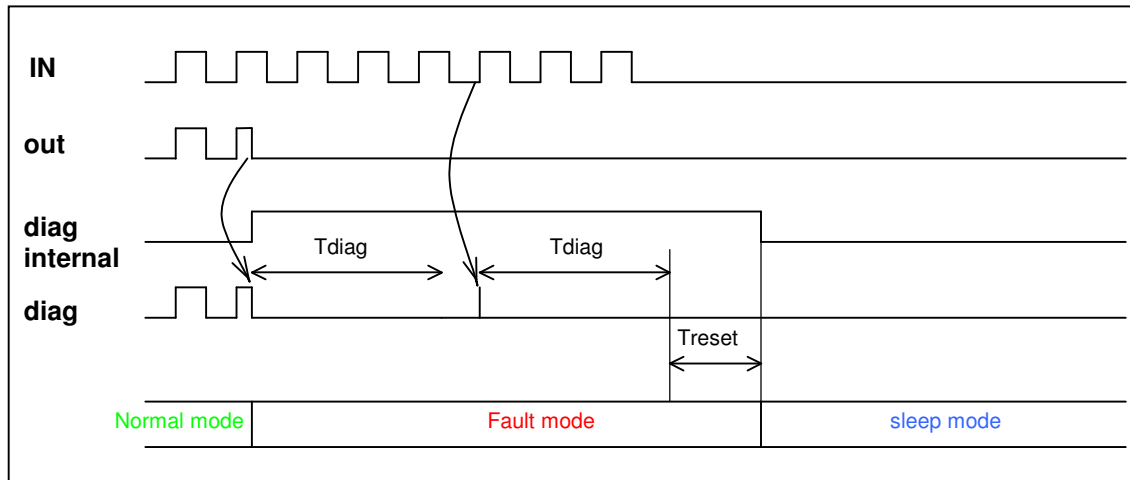 IN
out
diag
internal
Tdiag
Tdiag
diag
Treset
Normal mode
Fault mode
sleep mode